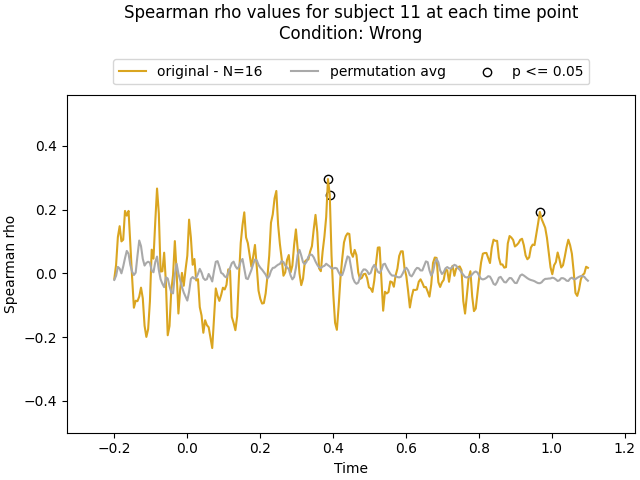 Spearman rho values for subject 11 at each time point
Condition: Wrong
original - N=16
permutation avg
p <= 0.05
0.4
0.2
0.0
−0.2
−0.4
Spearman rho
−0.2
0.0
0.2
0.4
0.6
0.8
1.0
1.2
Time